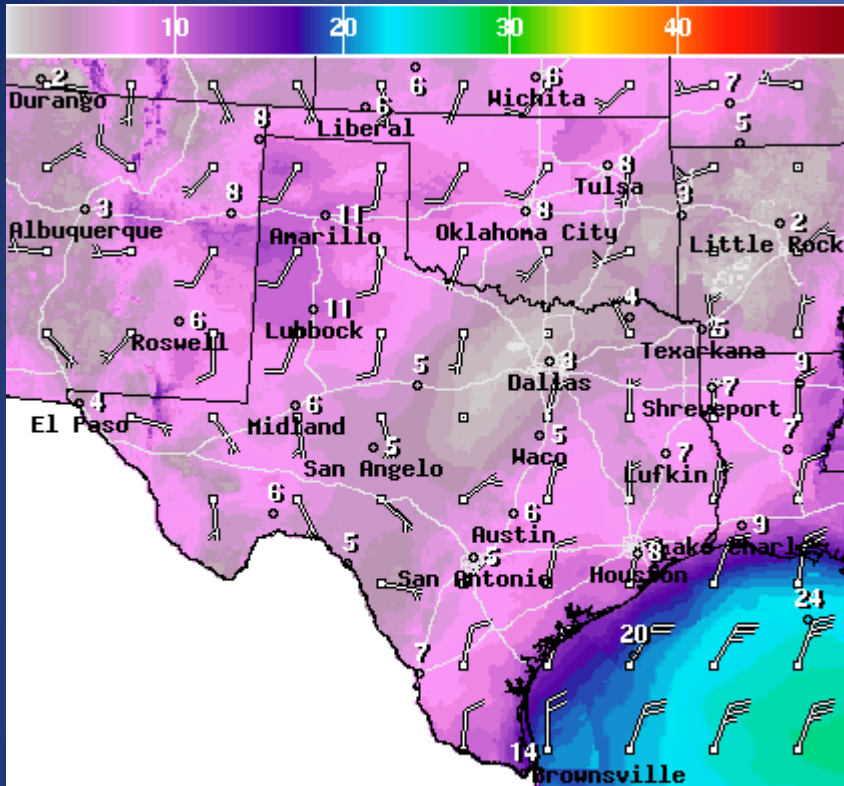 10 20 30 40
2
6
6
7
Durango
Wichita
6
Liberal
8
5
8
Tulsa
3
8
11
3
8
2
Albuquerque
Amarillo
Oklahoma City
Little Rock
6
11
4
5
Roswell
Lubbock
Texarkana
5
3
9
Dallas
7
4
6
Shreveport
El Paso
Midland
5
5
7
7
San Angelo
Waco
Lufkin
6
6
9
Austin
5
5
8
Lake Charles
San Antonio
Houston
24
20
7
14
Brownsville